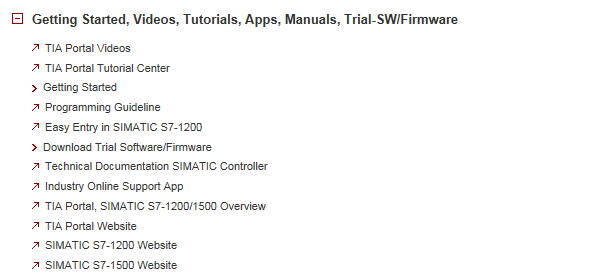 Getting Started, Videos, Tutorials, Apps, Manuals, Trial-SW/Firmware
TIA Portal Videos
TIA Portal Tutorial Center
Getting Started
Programming Guideline
Easy Entry in SIMATIC S7-1200
Download Trial Software/Firmware
Technical Documentation SIMATIC Controller
Industry Online Support App
TIA Portal, SIMATIC S7-1200/1500 Overview
TIA Portal Website
SIMATIC S7-1200 Website
SIMATIC S7-1500 Website